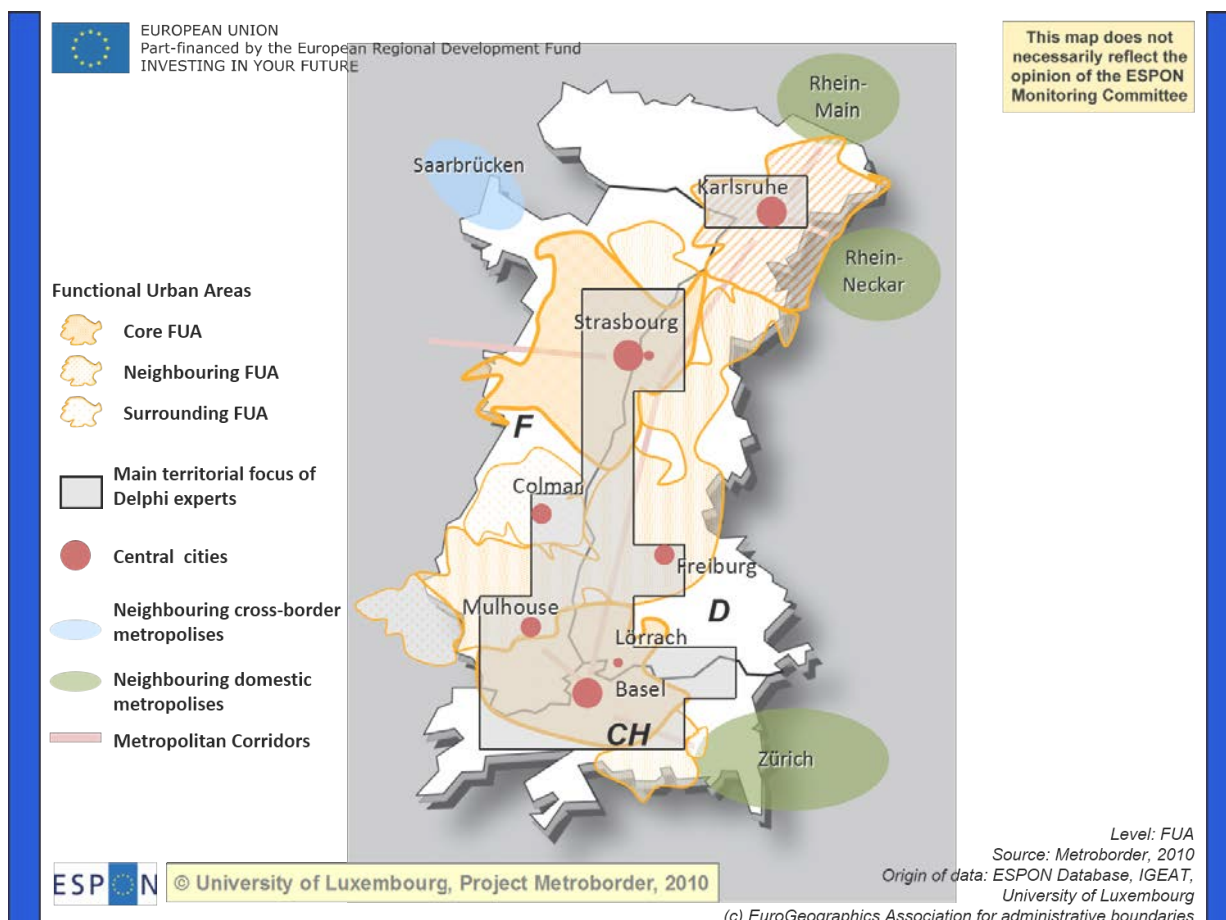 EUROPEAN UNION
Part-financed by the European Regional Development Fund
INVESTING IN YOUR FUTURE
This map does not
necessarily reflect the
opinion of the ESPON
Monitoring Committee
Rhein-
Main
Saarbrücken
Karlsruhe
Rhein-
Neckar
Functional Urban Areas
Core FUA
Neighbouring FUA
Surrounding FUA
Main territorial focus of
Delphi experts
Central cities
Neighbouring cross-border
metropolises
Neighbouring domestic
metropolises
Metropolitan Corridors
Strasbourg
F
Colmar
Freiburg
Mulhouse
D
Lörrach
Basel
CH
Zürich
Level: FUA
Source: Metroborder, 2010
Origin of data: ESPON Database, IGEAT,
University of Luxembourg
(c) EuroGeographics Association for administrative boundaries
ESPON
© University of Luxembourg, Project Metroborder, 2010